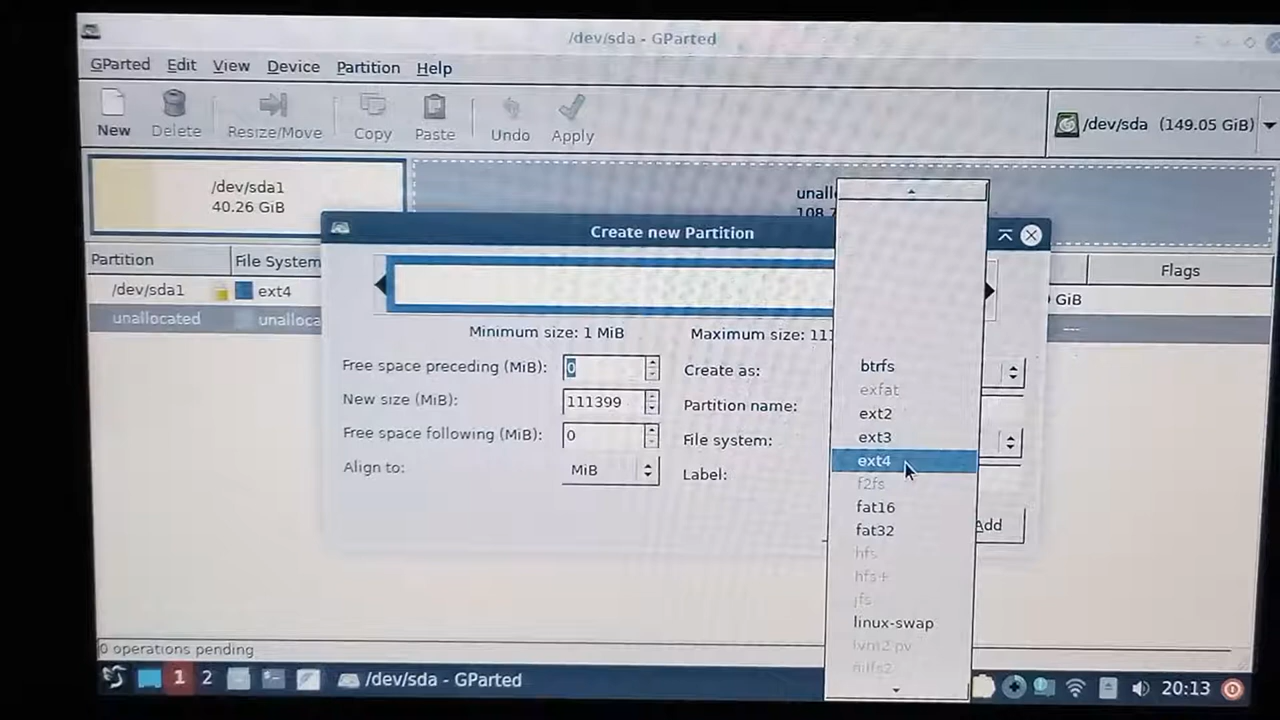 /dev/sda - GParted
GParted Edit View Device Partition Help
New Delete Resize/Move Copy Paste Undo Apply
/dev/sda (149.05 GiB)
/dev/sda1
40.26 GiB
Create new Partition
Partition File System Flags
/dev/sda1 ext4 GiB
unallocated ---
Minimum size: 1 MiB
Free space preceding (MiB): 0 Create as:
New size (MiB): 111399 Partition name:
Free space following (MiB): 0 File system:
Align to: MiB Label:
btrfs
exfat
ext2
ext3
ext4
f2fs
fat16
fat32
hfs
hfs+
jfs
linux-swap
lvm2 pv
nilfs2
Add
0 operations pending
1 2 /dev/sda - GParted 20:13